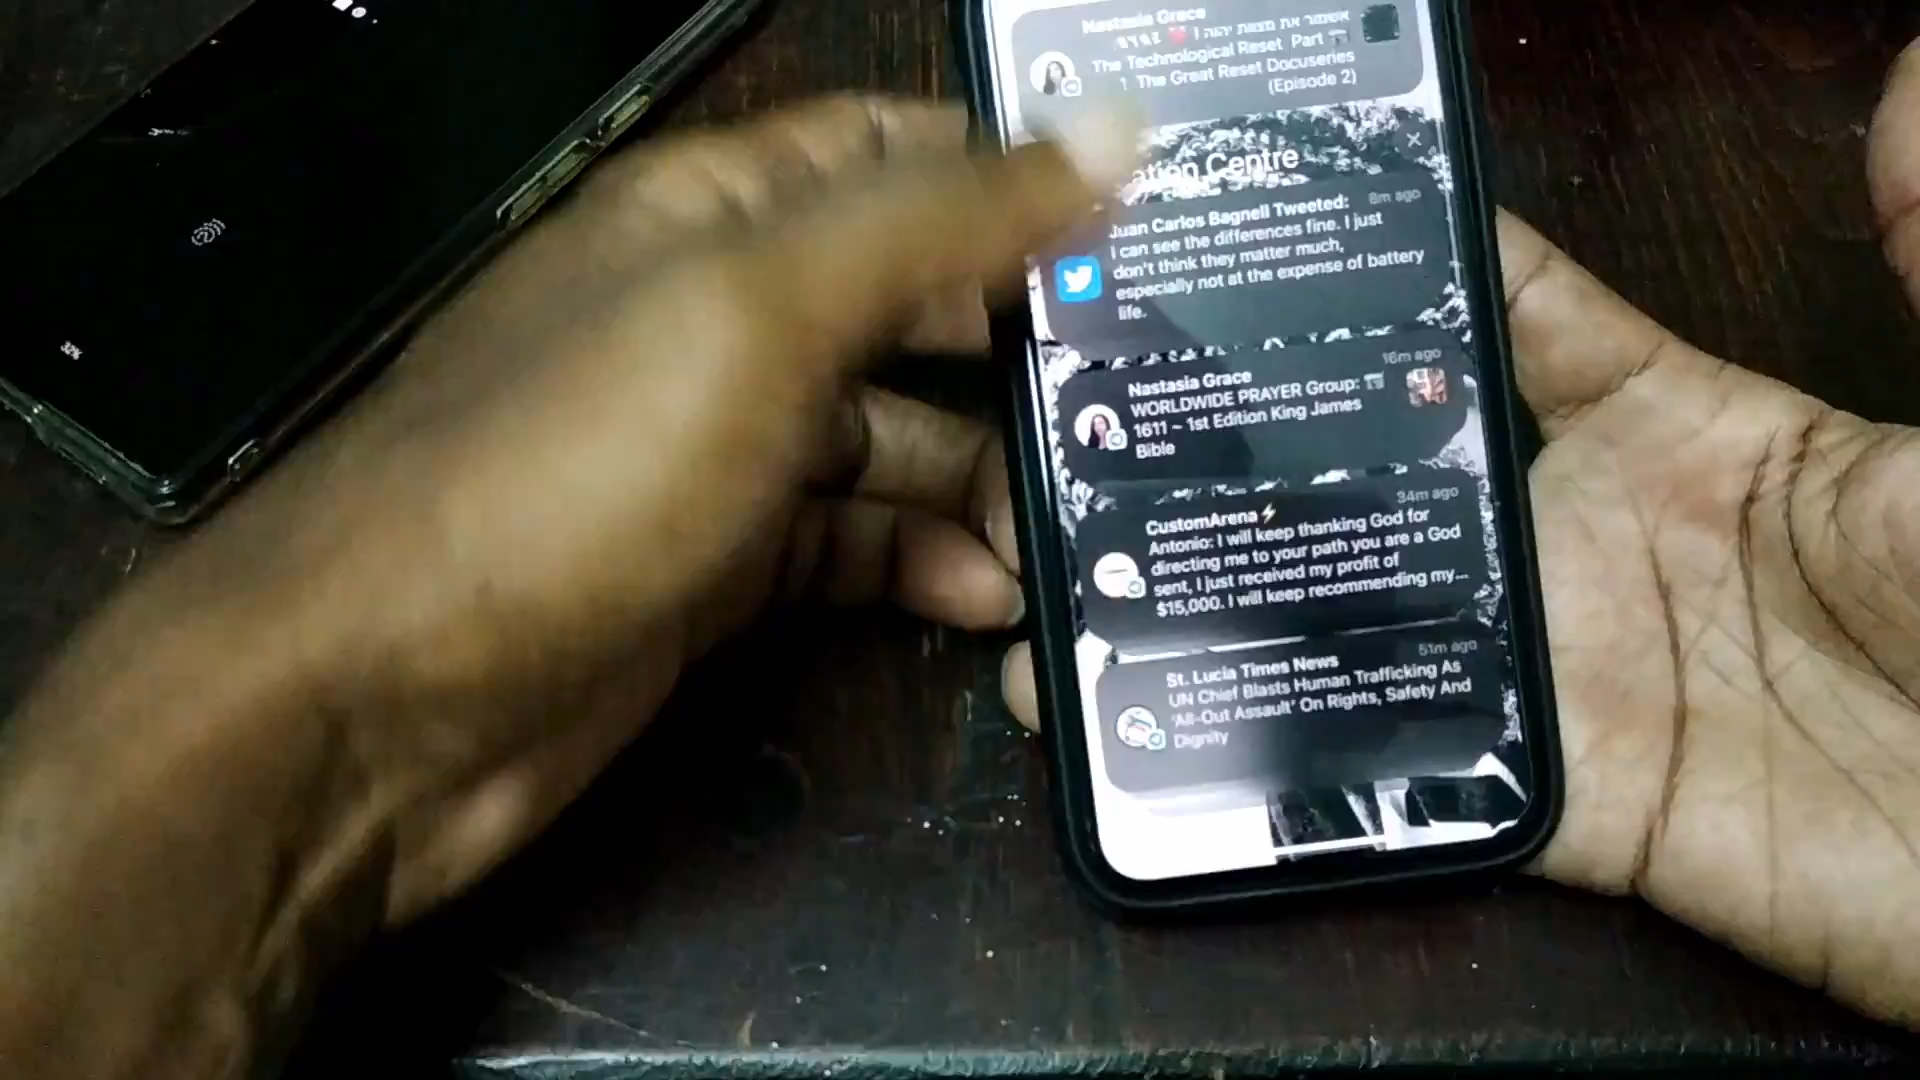 Nastasia Grace
The Technological Reset Part
1 The Great Reset Docuseries
(Episode 2)
ation Centre
Juan Carlos Bagnell Tweeted: 8m ago
I can see the differences fine. I just
don't think they matter much,
especially not at the expense of battery
life.
16m ago
Nastasia Grace
WORLDWIDE PRAYER Group:
1611 ~ 1st Edition King James
Bible
34m ago
CustomArena⚡
Antonio: I will keep thanking God for
directing me to your path you are a God
sent, I just received my profit of
$15,000. I will keep recommending my...
51m ago
St. Lucia Times News
UN Chief Blasts Human Trafficking As
'All-Out Assault' On Rights, Safety And
Dignity
32%